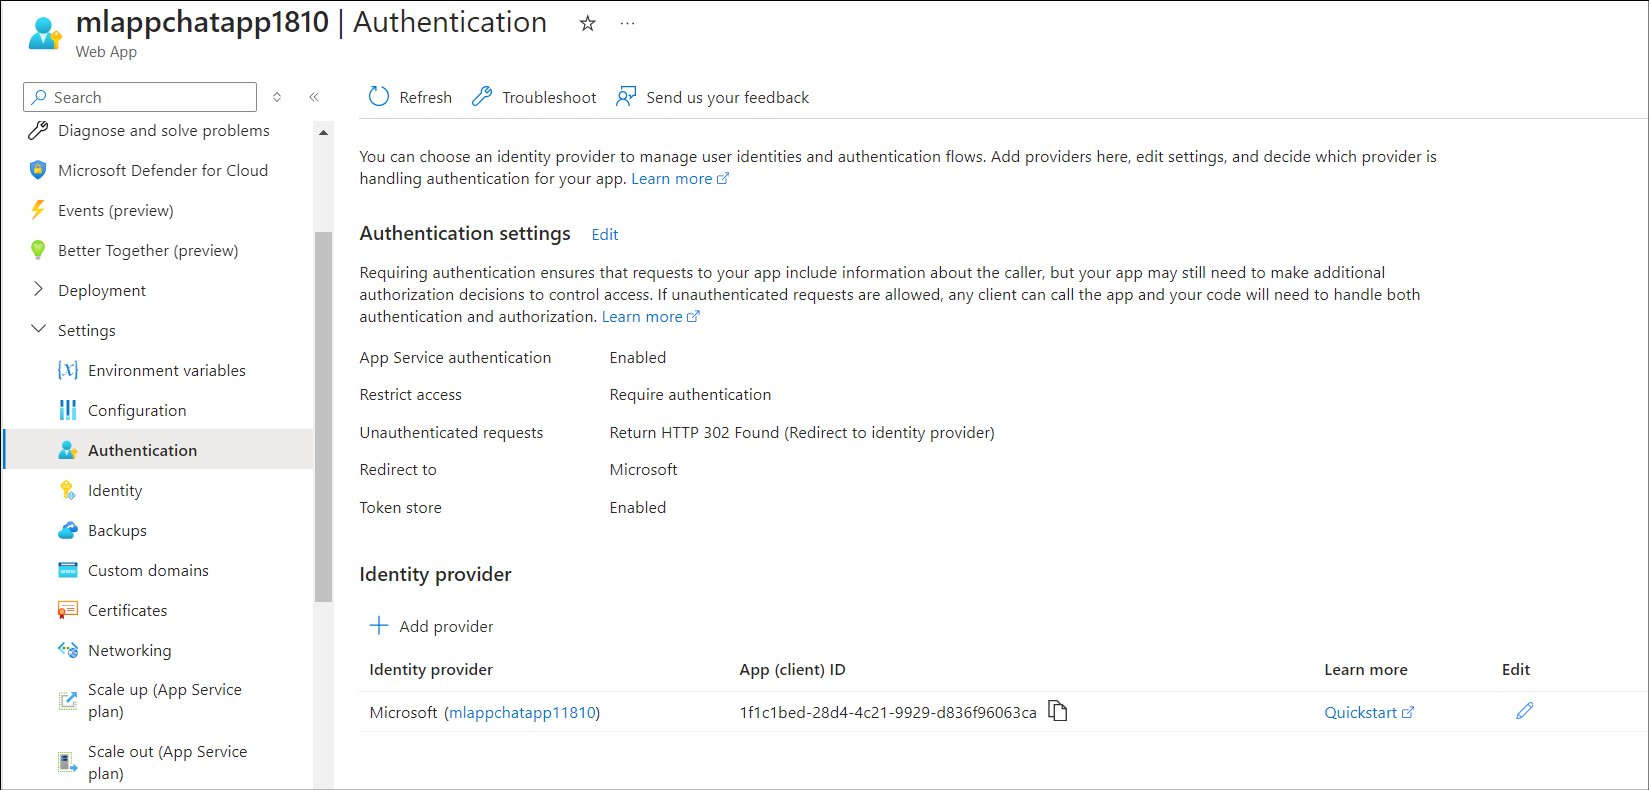 mlappchatapp1810 | Authentication
Web App
Search
Diagnose and solve problems
Microsoft Defender for Cloud
Events (preview)
Better Together (preview)
Deployment
Settings
Environment variables
Configuration
Authentication
Identity
Backups
Custom domains
Certificates
Networking
Scale up (App Service
plan)
Scale out (App Service
plan)
Refresh
Troubleshoot
Send us your feedback
You can choose an identity provider to manage user identities and authentication flows. Add providers here, edit settings, and decide which provider is
handling authentication for your app. Learn more
Authentication settings Edit
Requiring authentication ensures that requests to your app include information about the caller, but your app may still need to make additional
authorization decisions to control access. If unauthenticated requests are allowed, any client can call the app and your code will need to handle both
authentication and authorization. Learn more
App Service authentication Enabled
Restrict access Require authentication
Unauthenticated requests Return HTTP 302 Found (Redirect to identity provider)
Redirect to Microsoft
Token store Enabled
Identity provider
Add provider
Identity provider App (client) ID Learn more Edit
Microsoft (mlappchatapp11810) 1f1c1bed-28d4-4c21-9929-d836f96063ca Quickstart